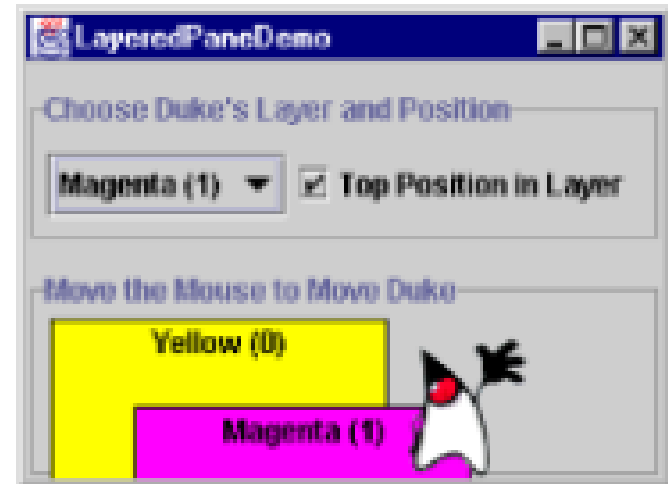 LayeredPaneDemo
Choose Duke's Layer and Position
Magenta (1)
Top Position in Layer
Move the Mouse to Move Duke
Yellow (0)
Magenta (1)